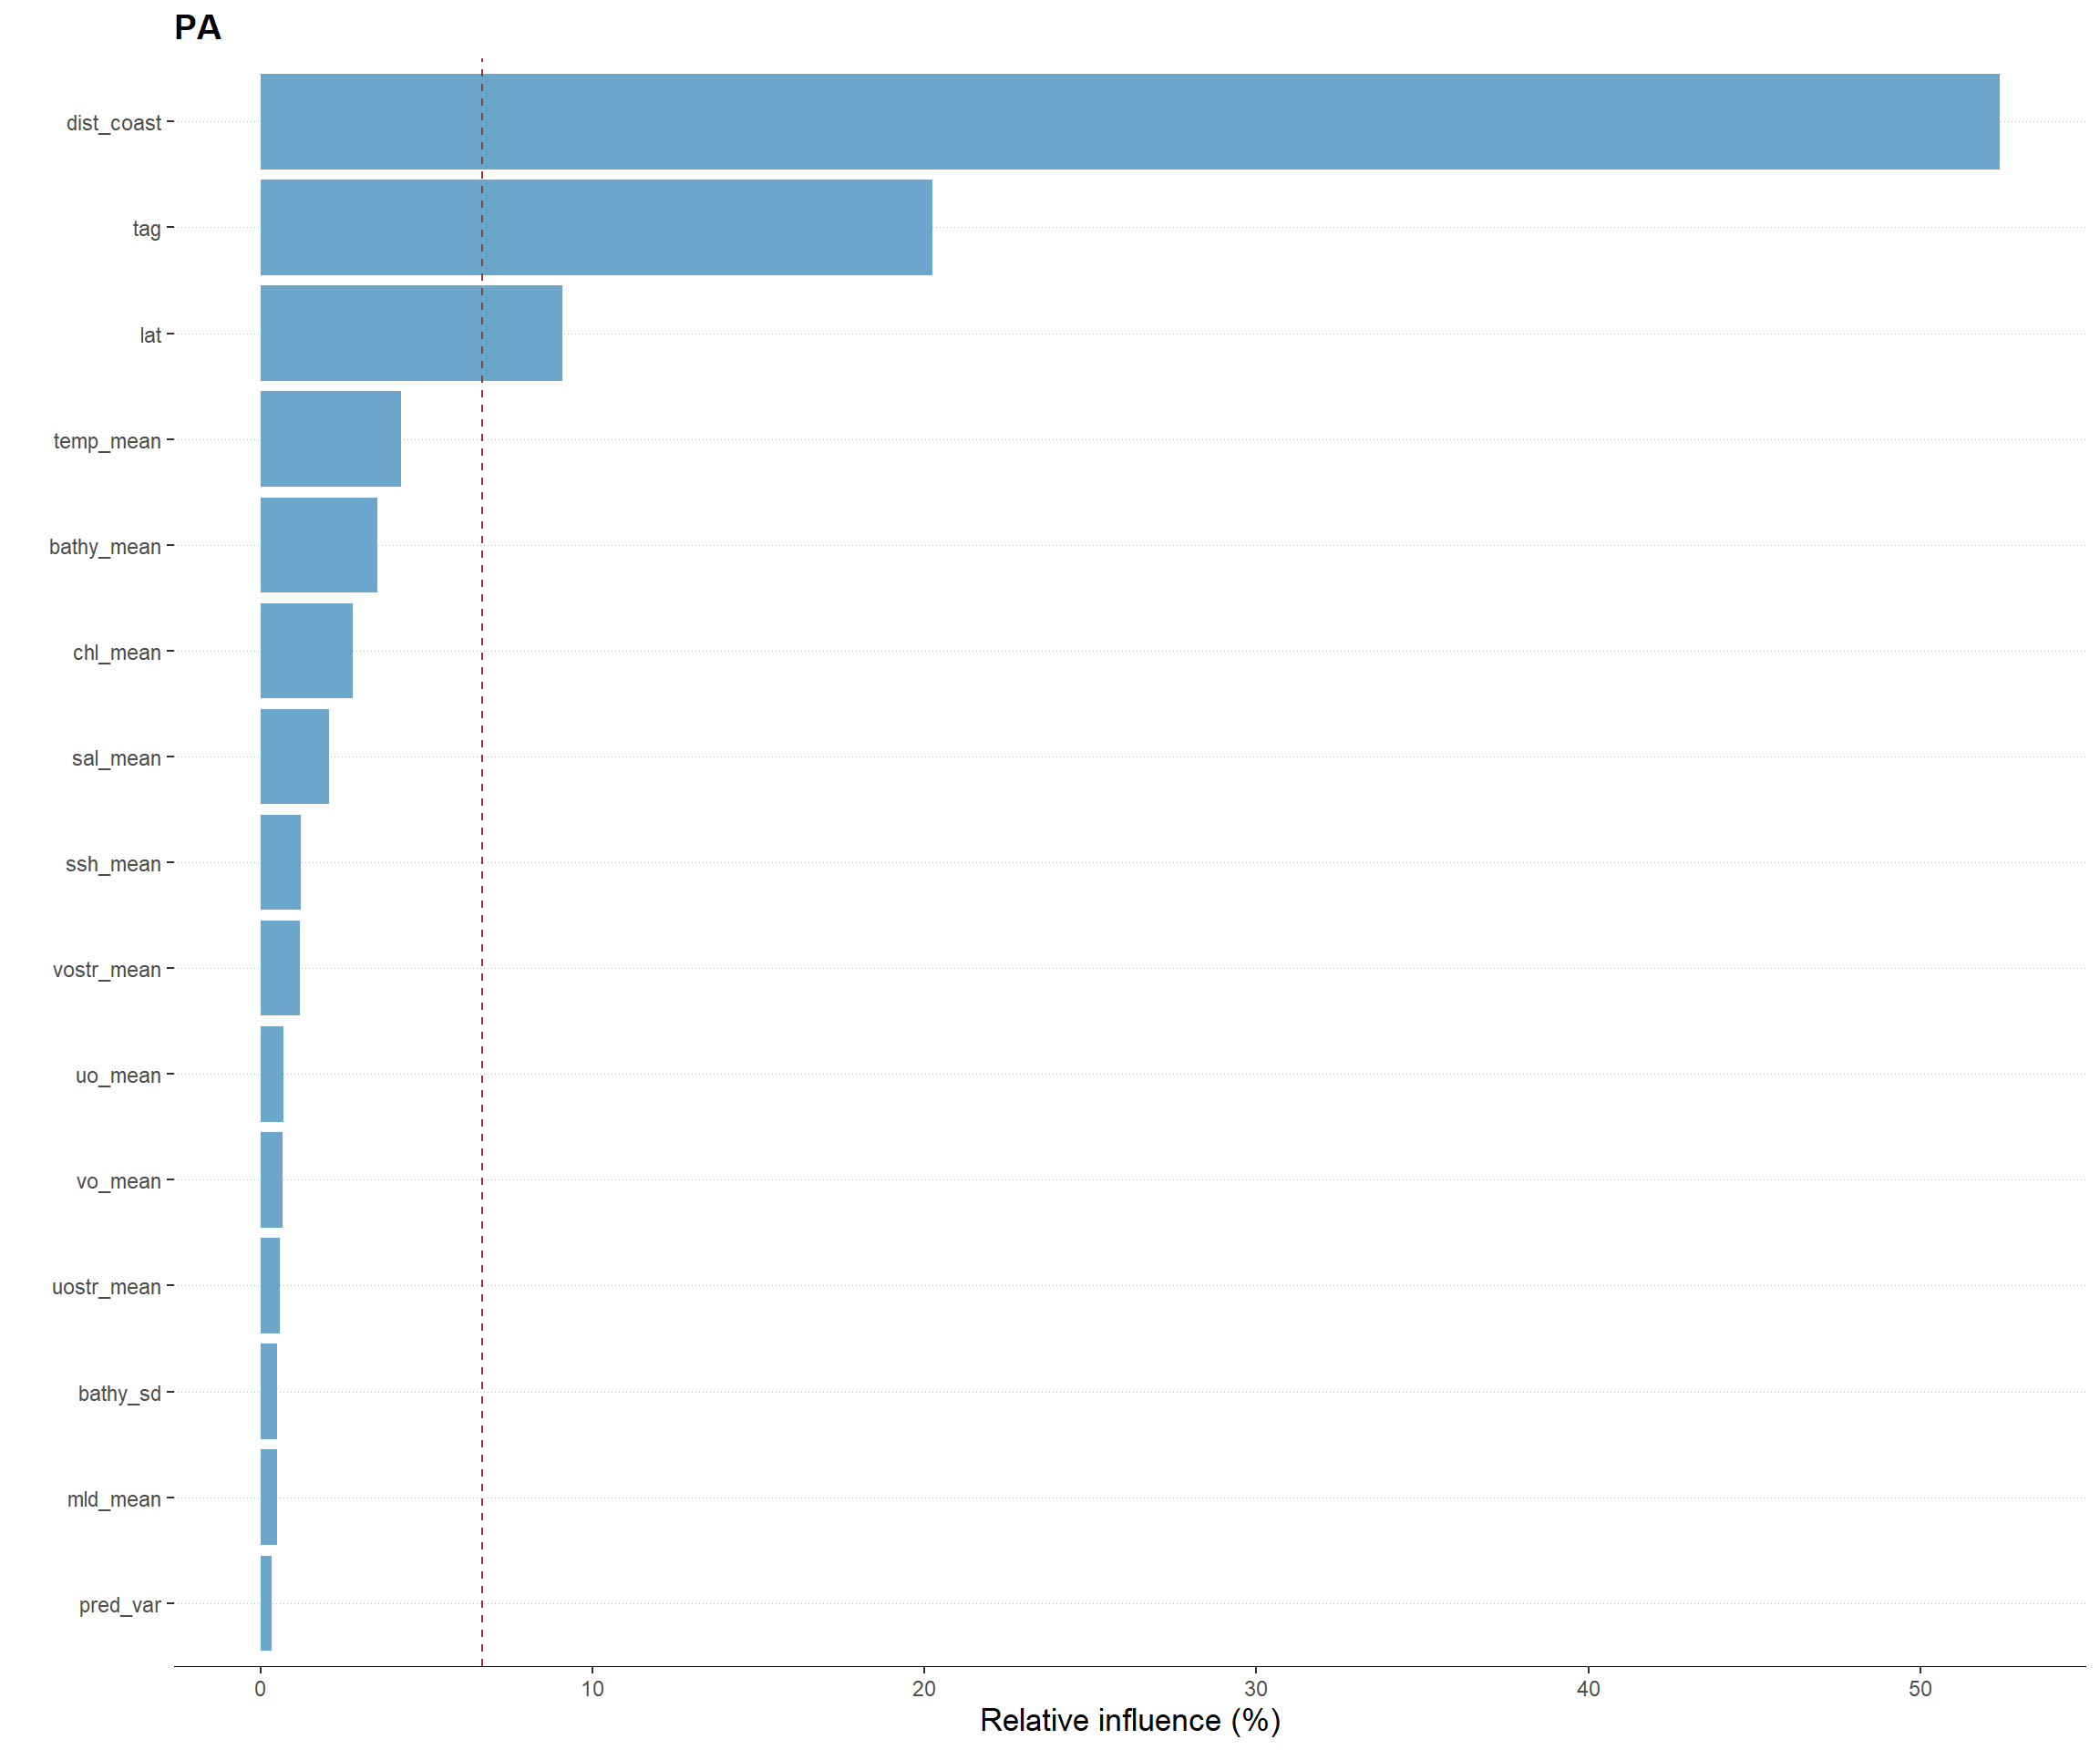 PA
dist_coast
tag
lat
temp_mean
bathy_mean
chl_mean
sal_mean
ssh_mean
vostr_mean
uo_mean
vo_mean
uostr_mean
bathy_sd
mld_mean
pred_var
0 10 20 30 40 50
Relative influence (%)